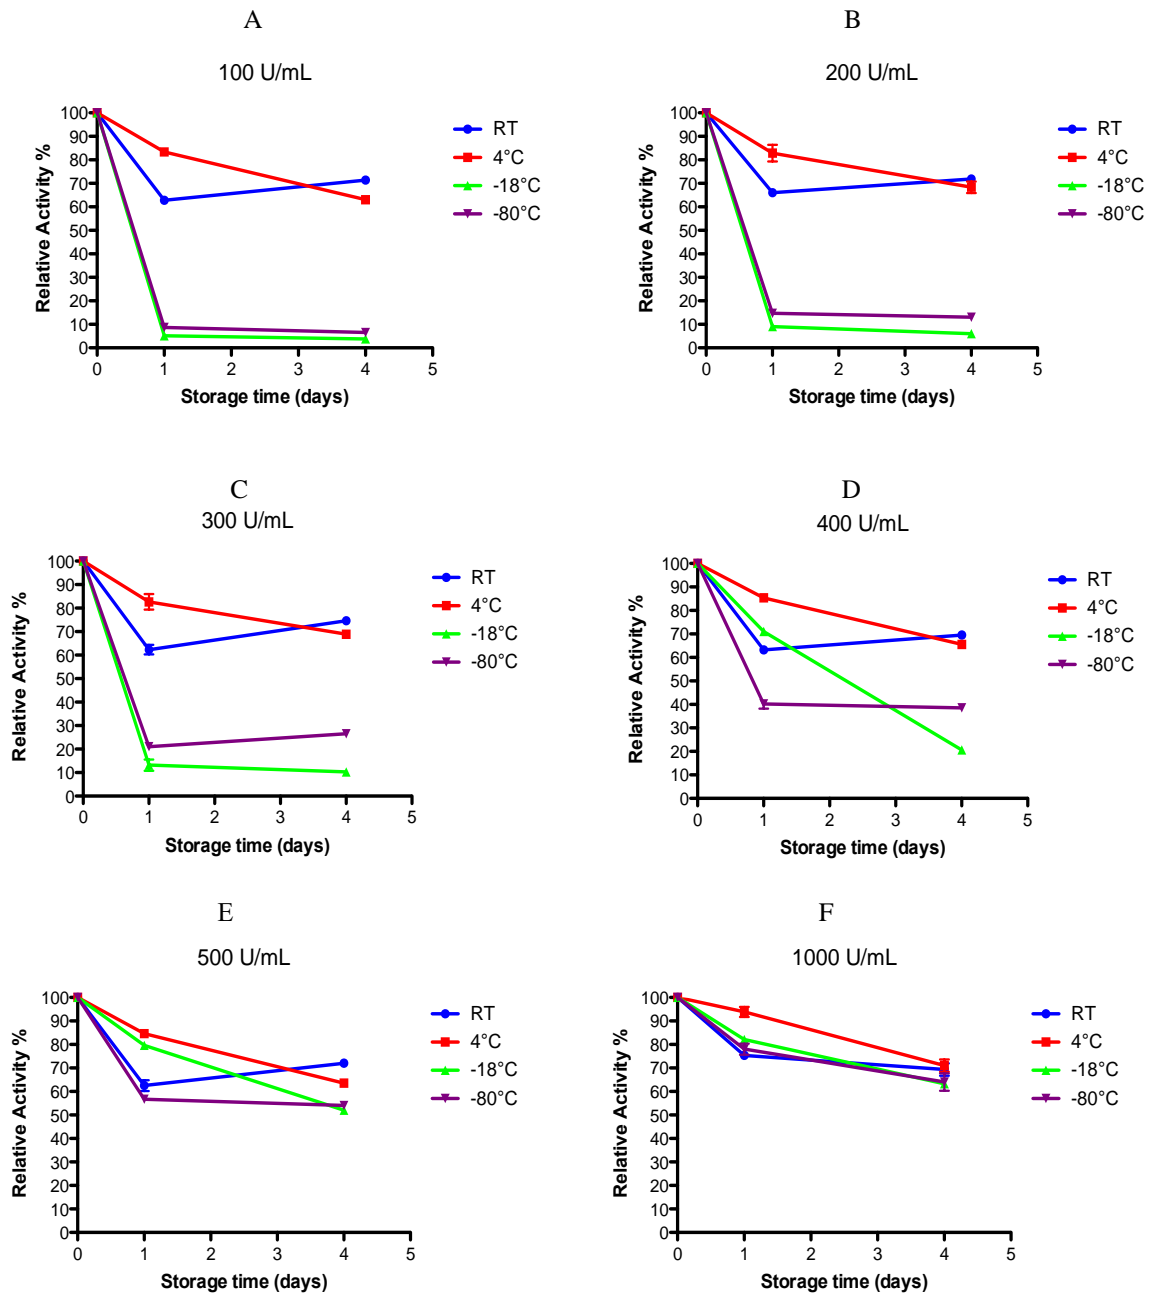 A
100 U/mL
Relative Activity %
100
90
80
70
60
50
40
30
20
10
0
0 1 2 3 4 5
Storage time (days)
RT
4°C
-18°C
-80°C
B
200 U/mL
Relative Activity %
100
90
80
70
60
50
40
30
20
10
0
0 1 2 3 4 5
Storage time (days)
RT
4°C
-18°C
-80°C
C
300 U/mL
Relative Activity %
100
90
80
70
60
50
40
30
20
10
0
0 1 2 3 4 5
Storage time (days)
RT
4°C
-18°C
-80°C
D
400 U/mL
Relative Activity %
100
90
80
70
60
50
40
30
20
10
0
0 1 2 3 4 5
Storage time (days)
RT
4°C
-18°C
-80°C
E
500 U/mL
Relative Activity %
100
90
80
70
60
50
40
30
20
10
0
0 1 2 3 4 5
Storage time (days)
RT
4°C
-18°C
-80°C
F
1000 U/mL
Relative Activity %
100
90
80
70
60
50
40
30
20
10
0
0 1 2 3 4 5
Storage time (days)
RT
4°C
-18°C
-80°C